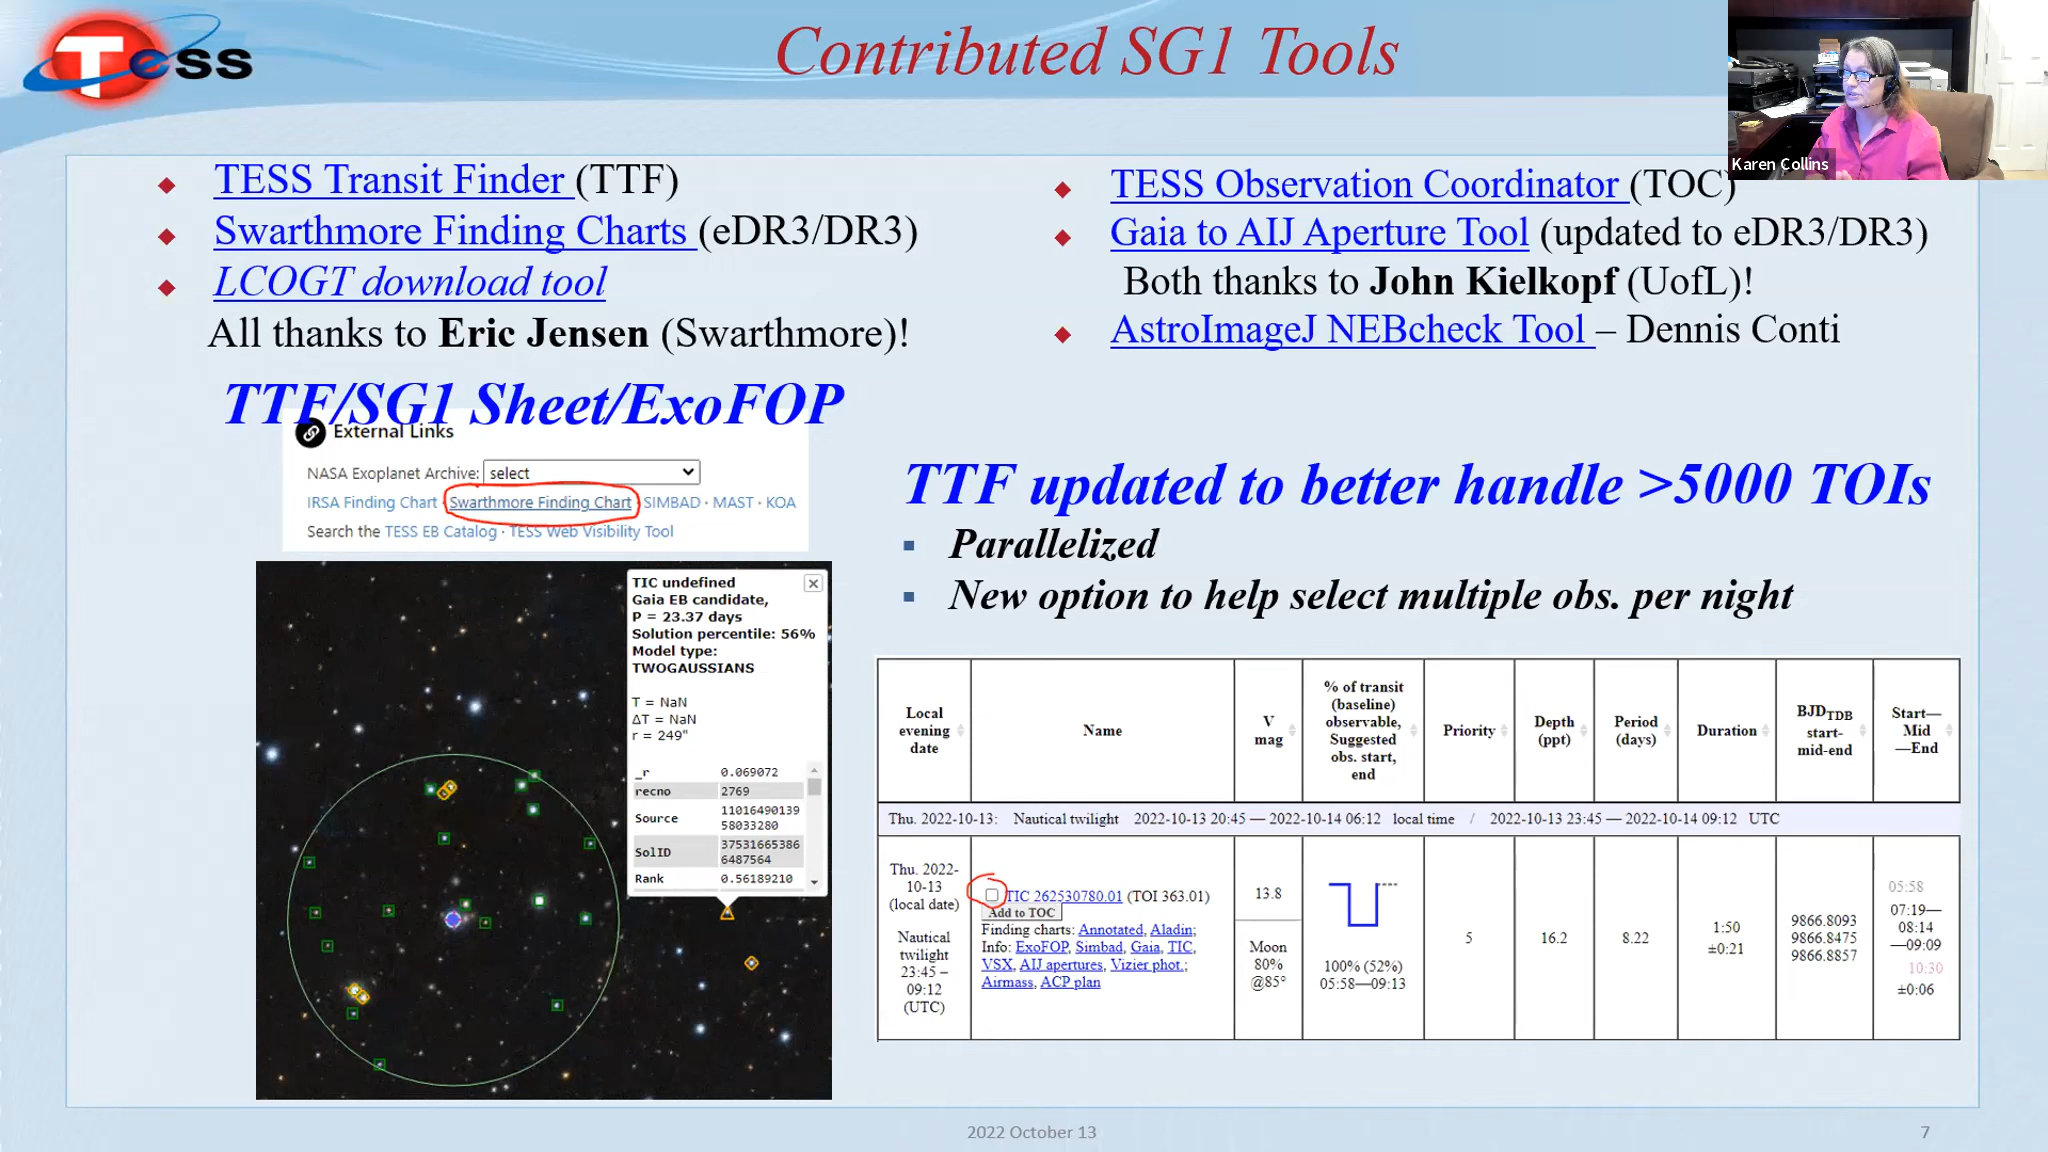 Tess
Contributed SG1 Tools
Karen Collins
TESS Transit Finder (TTF)
Swarthmore Finding Charts (eDR3/DR3)
LCOGT download tool
All thanks to Eric Jensen (Swarthmore)!
TESS Observation Coordinator (TOC)
Gaia to AIJ Aperture Tool (updated to eDR3/DR3)
Both thanks to John Kielkopf (UofL)!
AstroImageJ NEBcheck Tool – Dennis Conti
TTF/SG1 Sheet/ExoFOP
External Links
NASA Exoplanet Archive: select
IRSA Finding Chart · Swarthmore Finding Chart · SIMBAD · MAST · KOA
Search the TESS EB Catalog · TESS Web Visibility Tool
TIC undefined
Gaia EB candidate,
P = 23.37 days
Solution percentile: 56%
Model type:
TWOGAUSSIANS
T = NaN
ΔT = NaN
r = 249"
_r 0.069072
recno 2769
Source 11016490139
58033280
SolID 37531665386
6487564
Rank 0.56189210
TTF updated to better handle >5000 TOIs
Parallelized
New option to help select multiple obs. per night
Local
evening
date
Name
V
mag
% of transit
(baseline)
observable,
Suggested
obs. start,
end
Priority
Depth
(ppt)
Period
(days)
Duration
BJDTDB
start-
mid-end
Start—
Mid
—End
Thu. 2022-10-13: Nautical twilight 2022-10-13 20:45 — 2022-10-14 06:12 local time / 2022-10-13 23:45 — 2022-10-14 09:12 UTC
Thu. 2022-
10-13
(local date)
Nautical
twilight
23:45 –
09:12
(UTC)
TIC 262530780.01 (TOI 363.01)
Add to TOC
Finding charts: Annotated, Aladin;
Info: ExoFOP, Simbad, Gaia, TIC,
VSX, AIJ apertures, Vizier phot.;
Airmass, ACP plan
13.8
Moon
80%
@85°
100% (52%)
05:58—09:13
5
16.2
8.22
1:50
±0:21
9866.8093
9866.8475
9866.8857
05:58
07:19—
08:14
—09:09
10:30
±0:06
2022 October 13
7